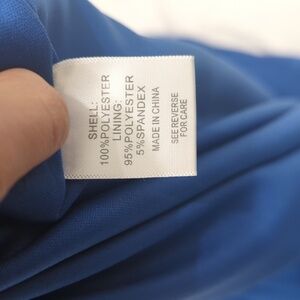 SHELL:
100%POLYESTER
LINING:
95%POLYESTER
5%SPANDEX
MADE IN CHINA
SEE REVERSE
FOR CARE